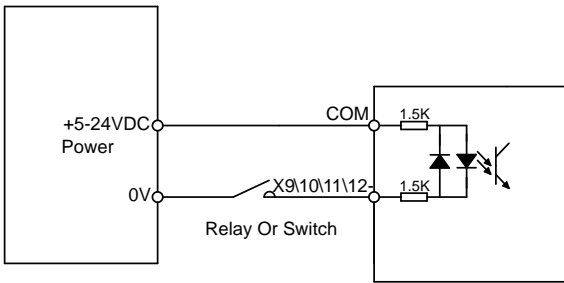 +5-24VDC
Power
COM
1.5K
0V
X9\10\11\12-
1.5K
Relay Or Switch